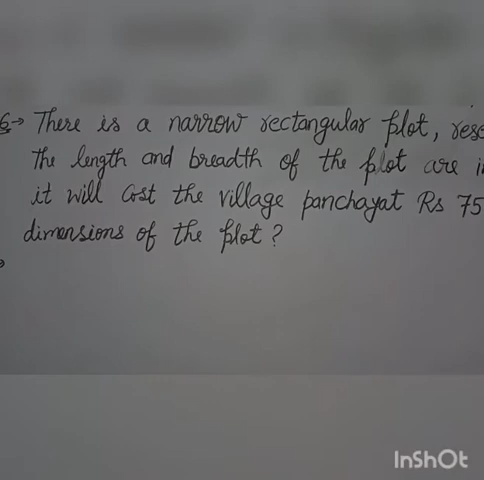 6→ There is a narrow rectangular plot, rese
the length and breadth of the plot are i
it will cost the village panchayat Rs 75
dimensions of the plot?
InShOt